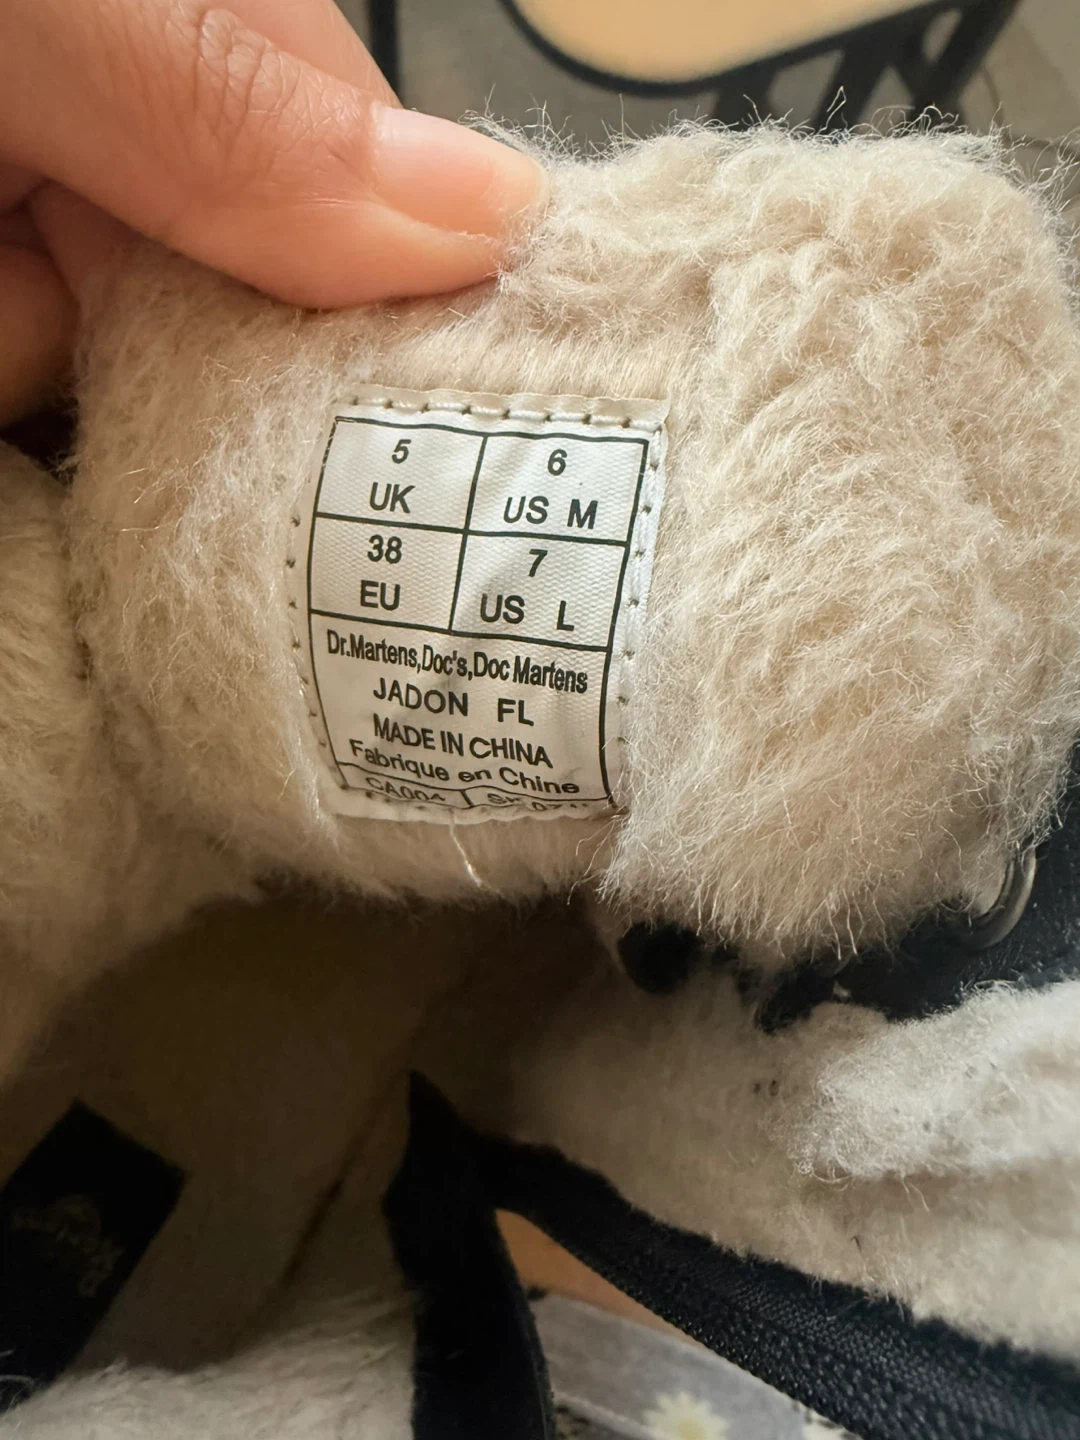 5
UK
6
US M
38
EU
7
US L
Dr.Martens,Doc's,Doc Martens
JADON FL
MADE IN CHINA
Fabrique en Chine